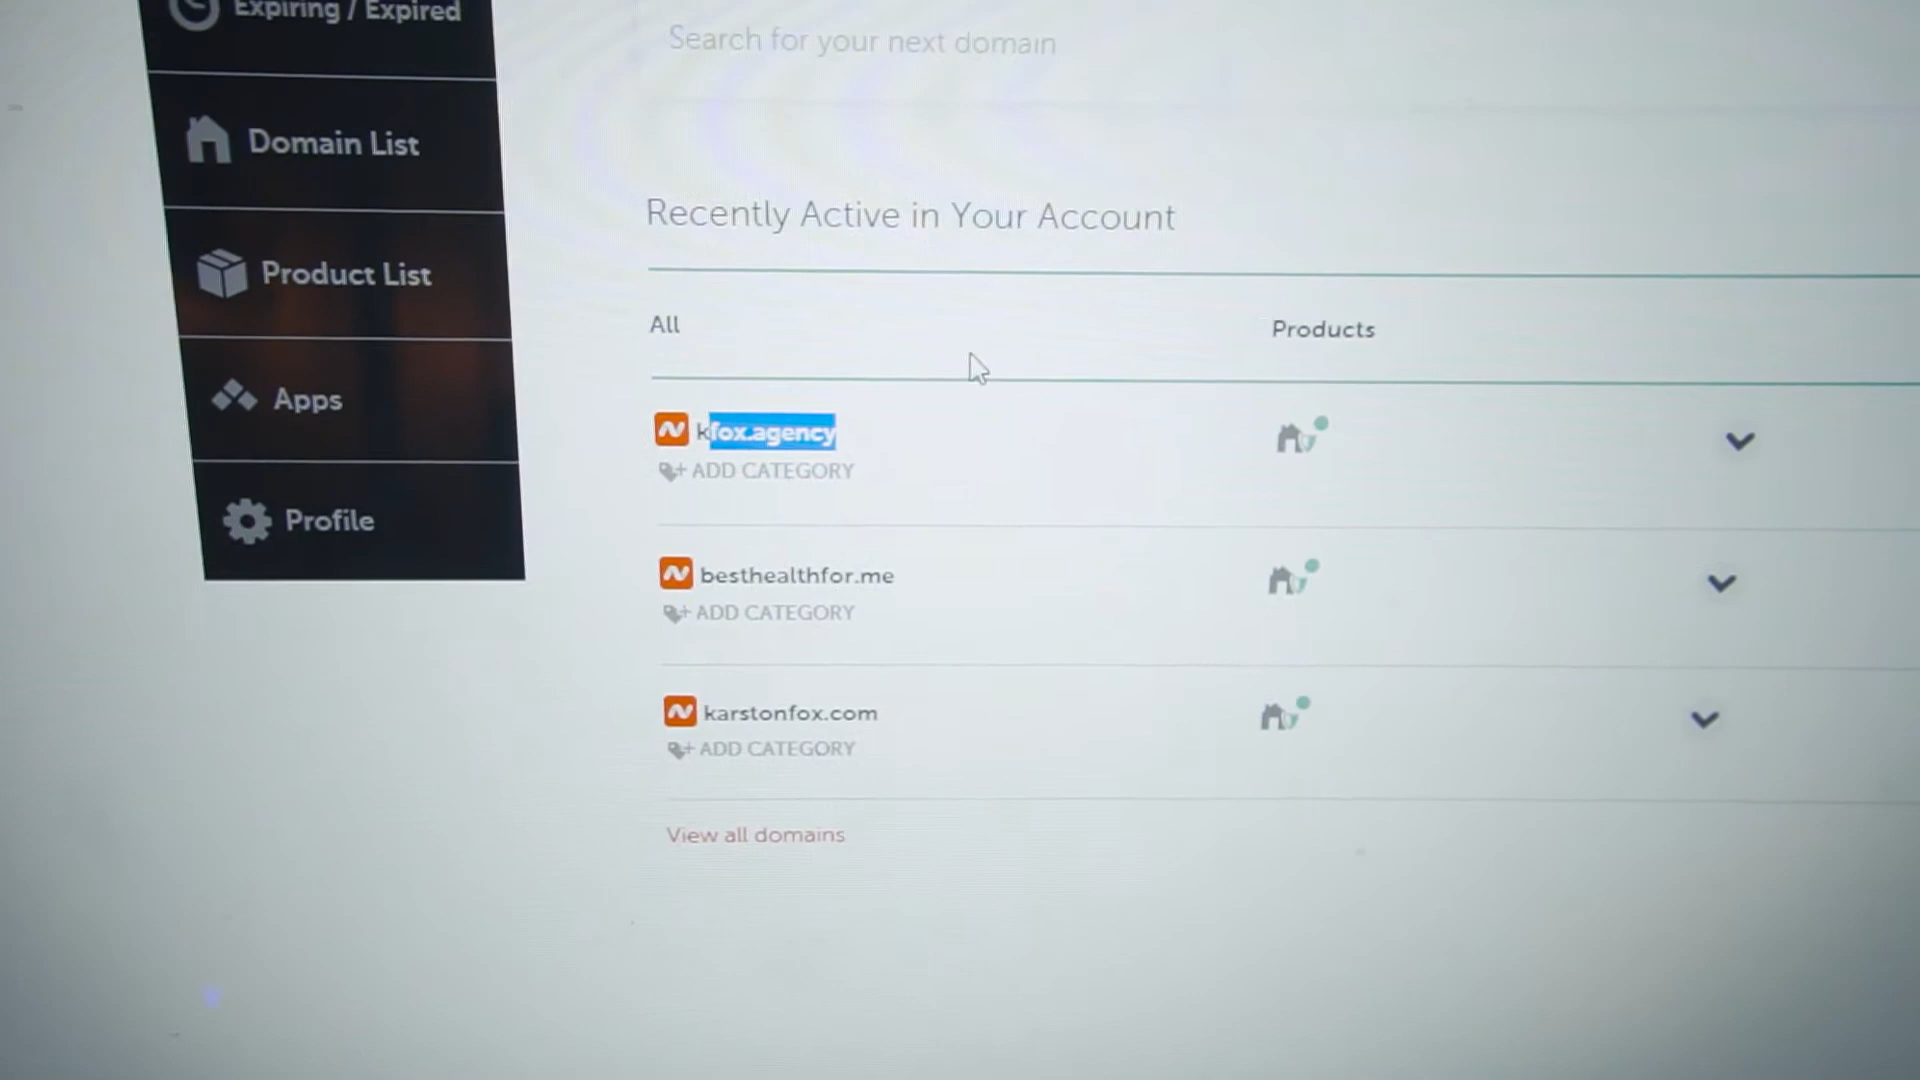 Expiring / Expired
Search for your next domain
Domain List
Recently Active in Your Account
Product List
All
Products
Apps
kfox.agency
ADD CATEGORY
Profile
besthealthfor.me
ADD CATEGORY
karstonfox.com
ADD CATEGORY
View all domains